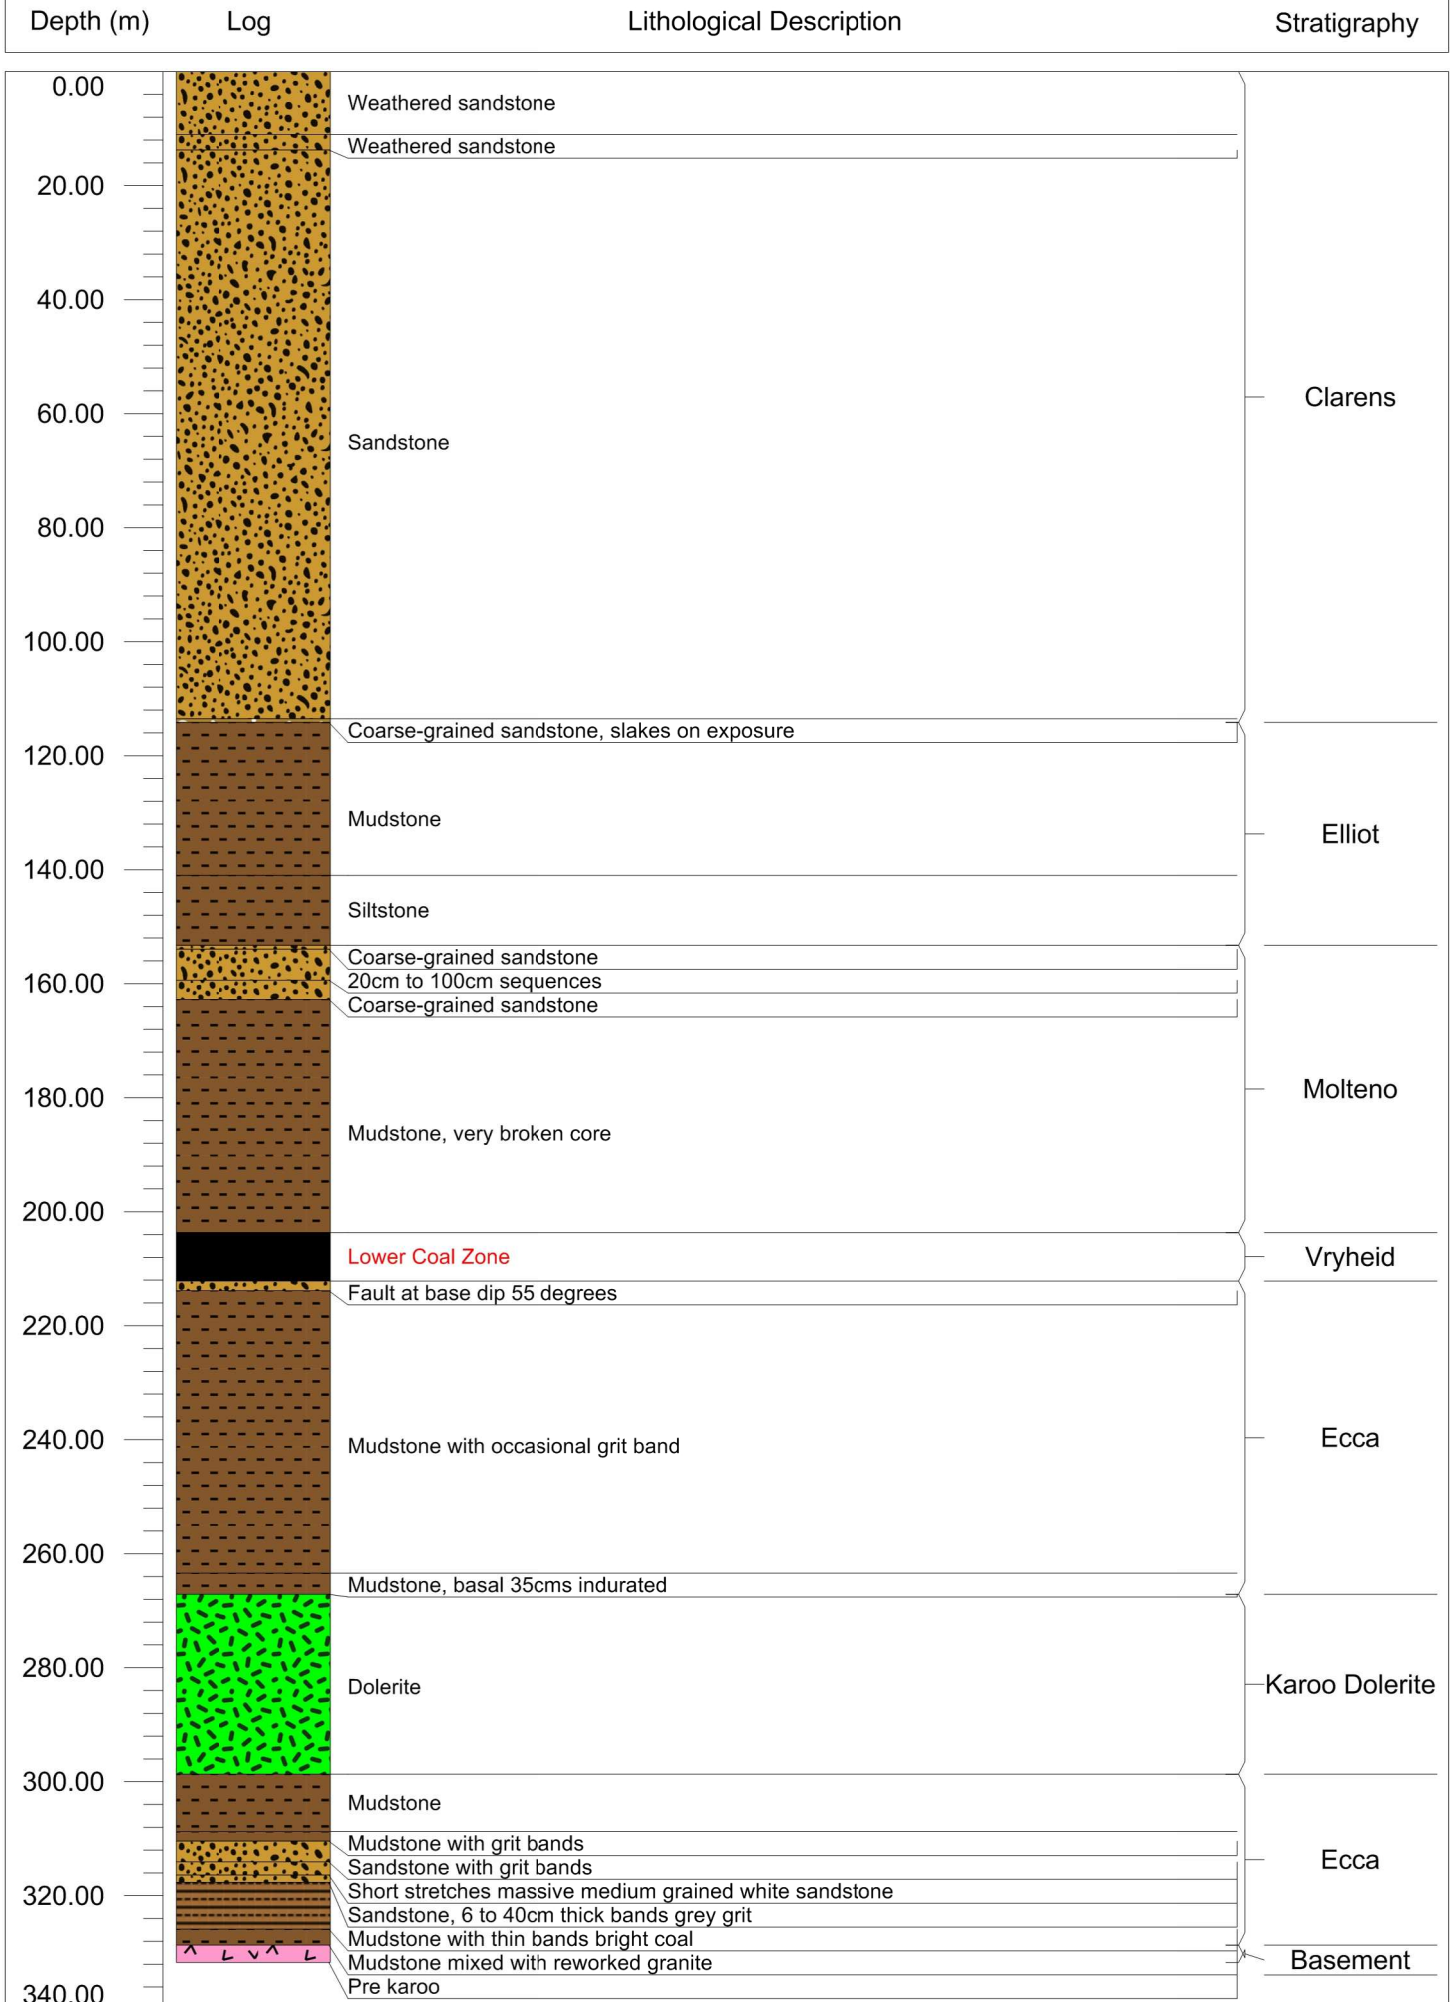 Depth (m) Log Lithological Description Stratigraphy
0.00
Weathered sandstone
Weathered sandstone
20.00
40.00
Clarens
60.00
Sandstone
80.00
100.00
Coarse-grained sandstone, slakes on exposure
120.00
Mudstone
Elliot
140.00
Siltstone
Coarse-grained sandstone
160.00 20cm to 100cm sequences
Coarse-grained sandstone
180.00 Molteno
Mudstone, very broken core
200.00
Lower Coal Zone Vryheid
Fault at base dip 55 degrees
220.00
240.00 Mudstone with occasional grit band Ecca
260.00
Mudstone, basal 35cms indurated
280.00
Dolerite Karoo Dolerite
300.00
Mudstone
Mudstone with grit bands
Sandstone with grit bands Ecca
Short stretches massive medium grained white sandstone
320.00
Sandstone, 6 to 40cm thick bands grey grit
Mudstone with thin bands bright coal
Mudstone mixed with reworked granite Basement
Pre karoo
340.00